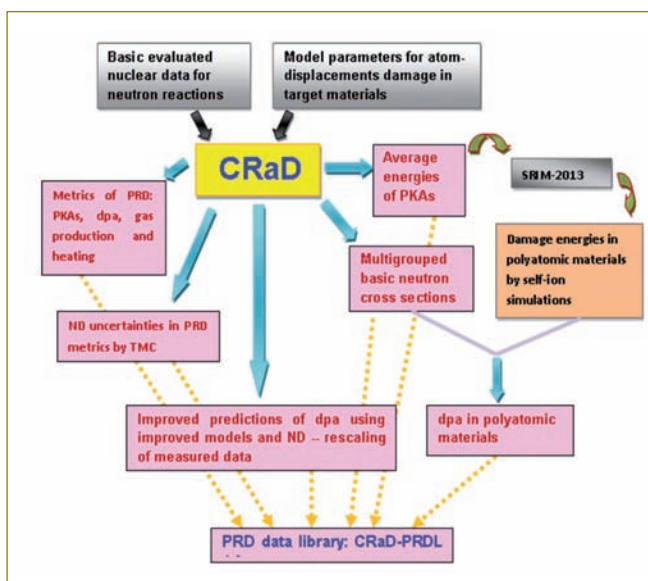 Basic evaluated
nuclear data for
neutron reactions
Model parameters for atom-
displacements damage in
target materials
CRaD
Average
energies
of PKAs
SRIM-2013
Metrics of PRD:
PKAs, dpa, gas
production and
heating
Multigrouped
basic neutron
cross sections
Damage energies in
polyatomic materials
by self-ion
simulations
ND uncertainties in PRD
metrics by TMC
Improved predictions of dpa using
improved models and ND -- rescaling
of measured data
dpa in polyatomic
materials
PRD data library: CRaD-PRDL